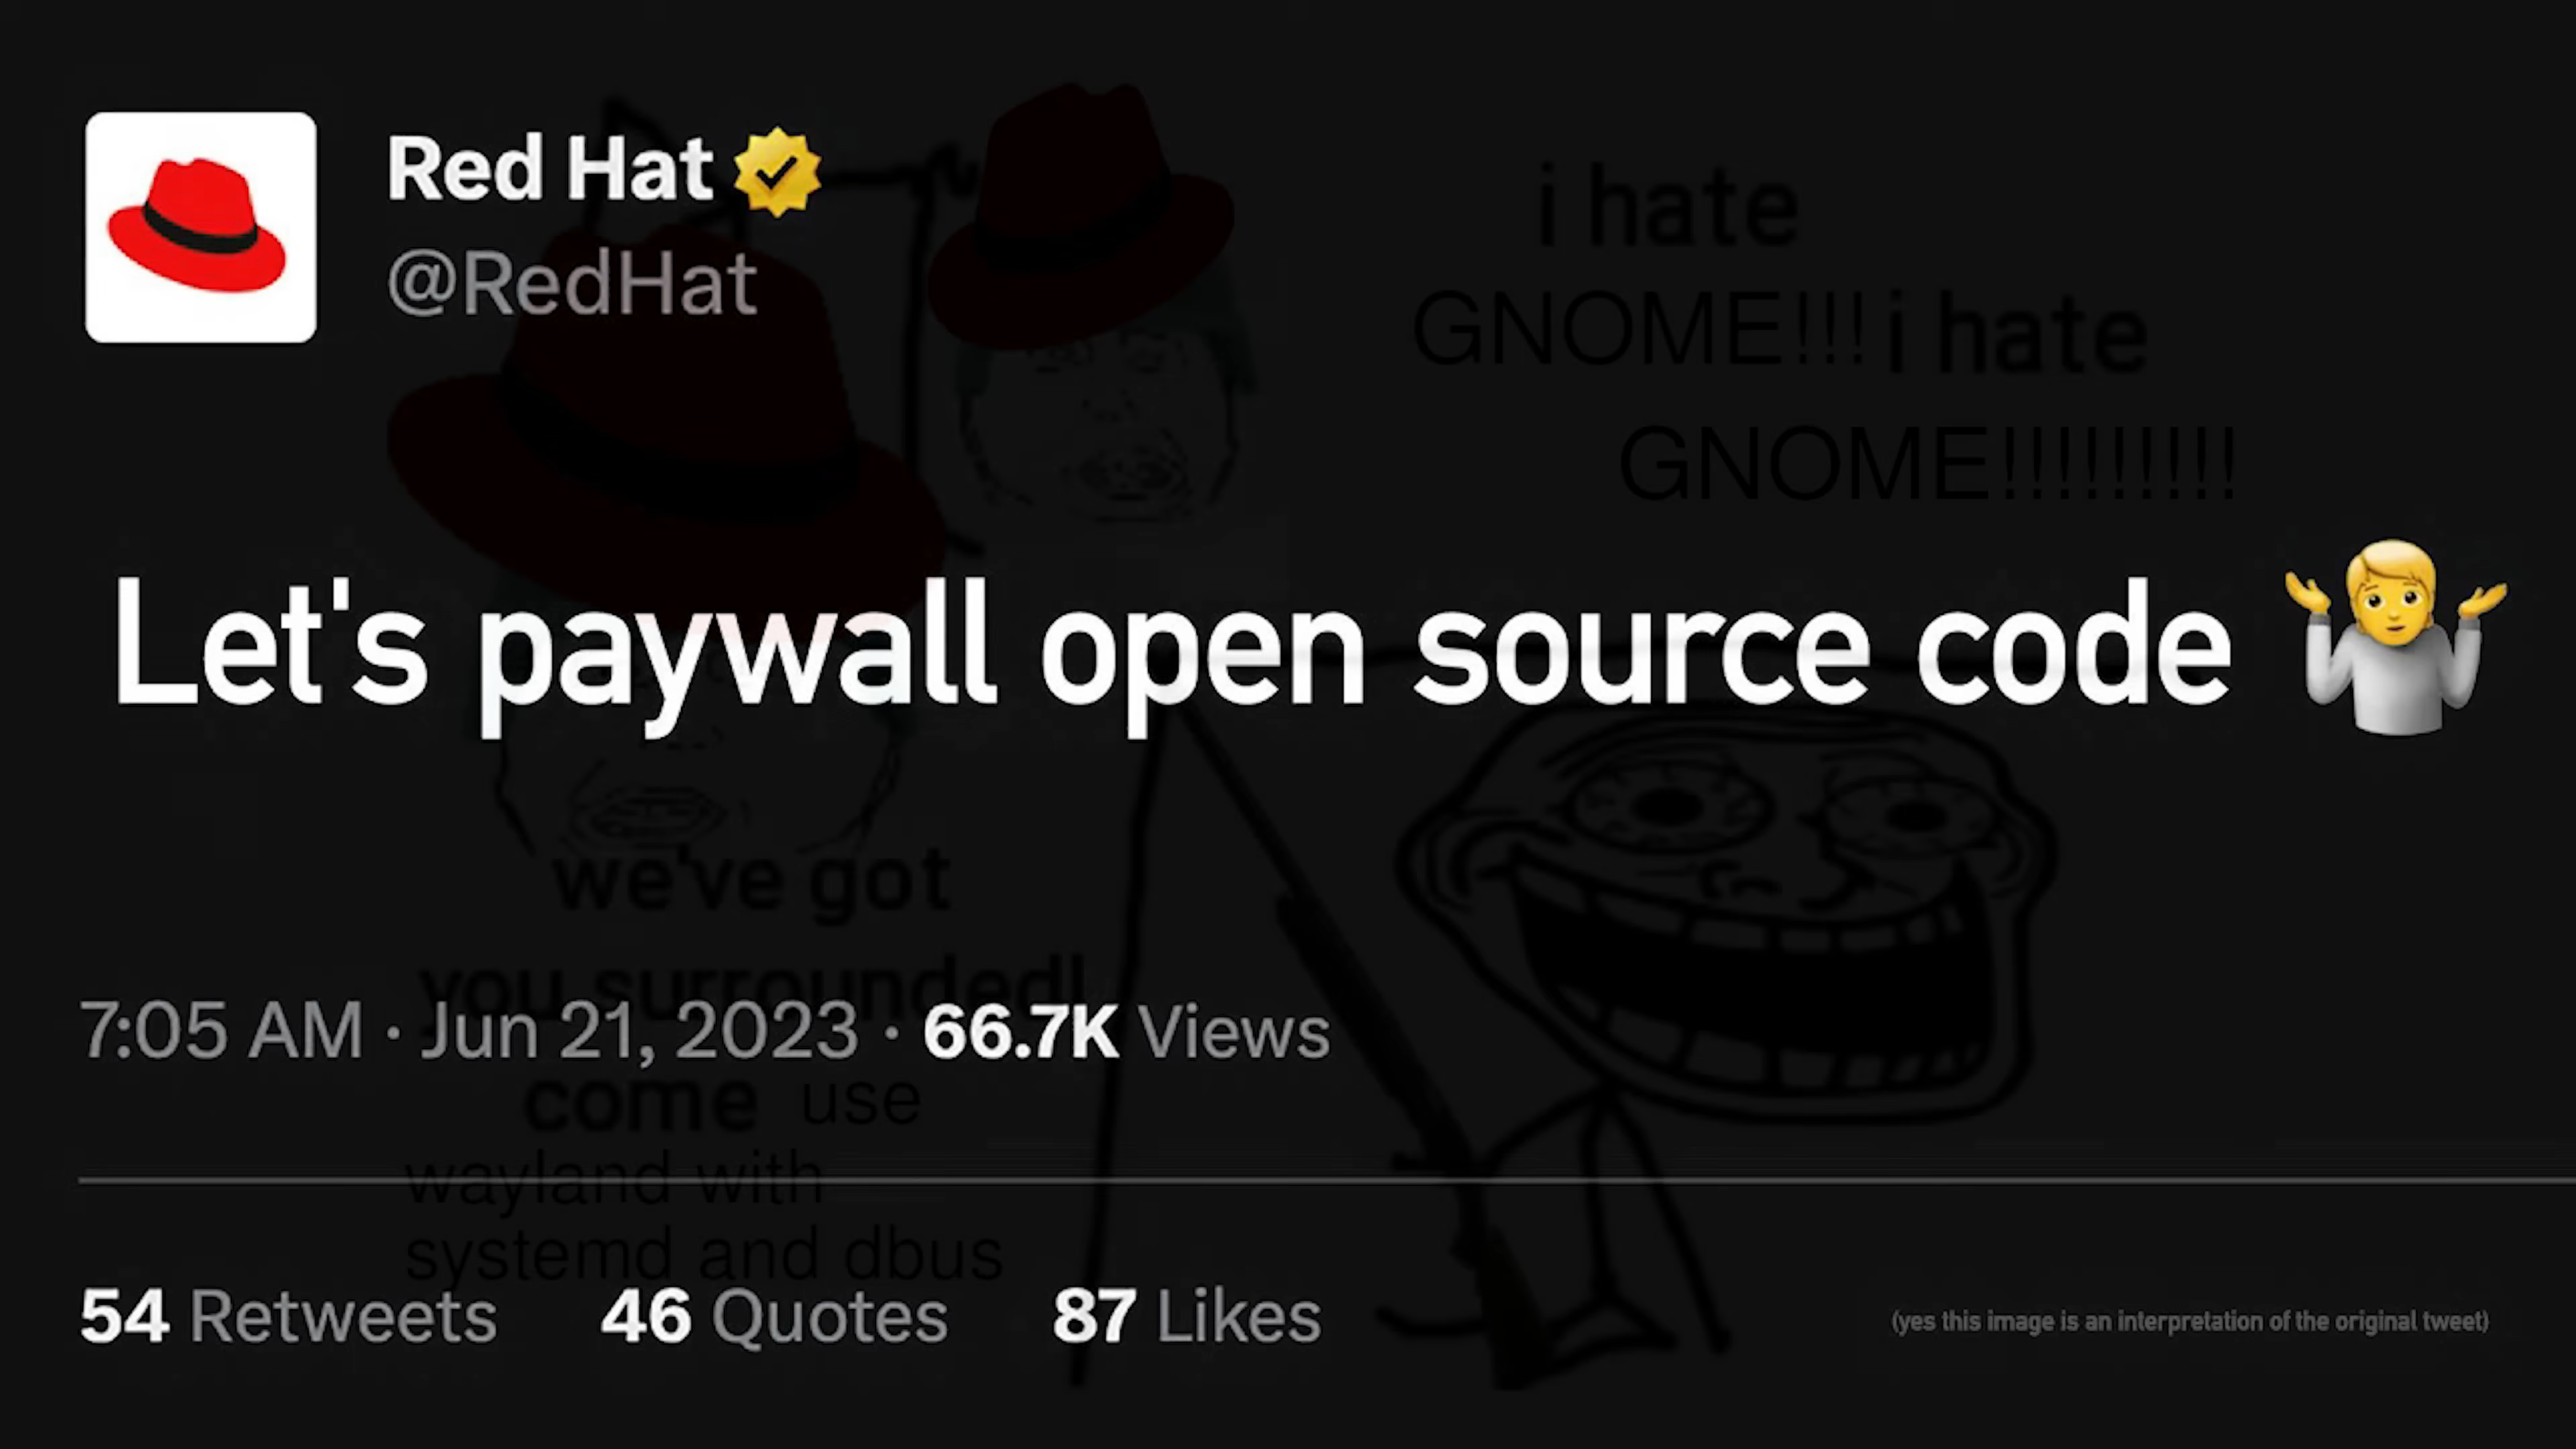 Red Hat
@RedHat
i hate
GNOME!!! i hate
GNOME!!!!!!!!!
Let's paywall open source code 🤷
we've got
you surrounded!
7:05 AM · Jun 21, 2023 · 66.7K Views
come use
wayland with
systemd and dbus
54 Retweets 46 Quotes 87 Likes
(yes this image is an interpretation of the original tweet)